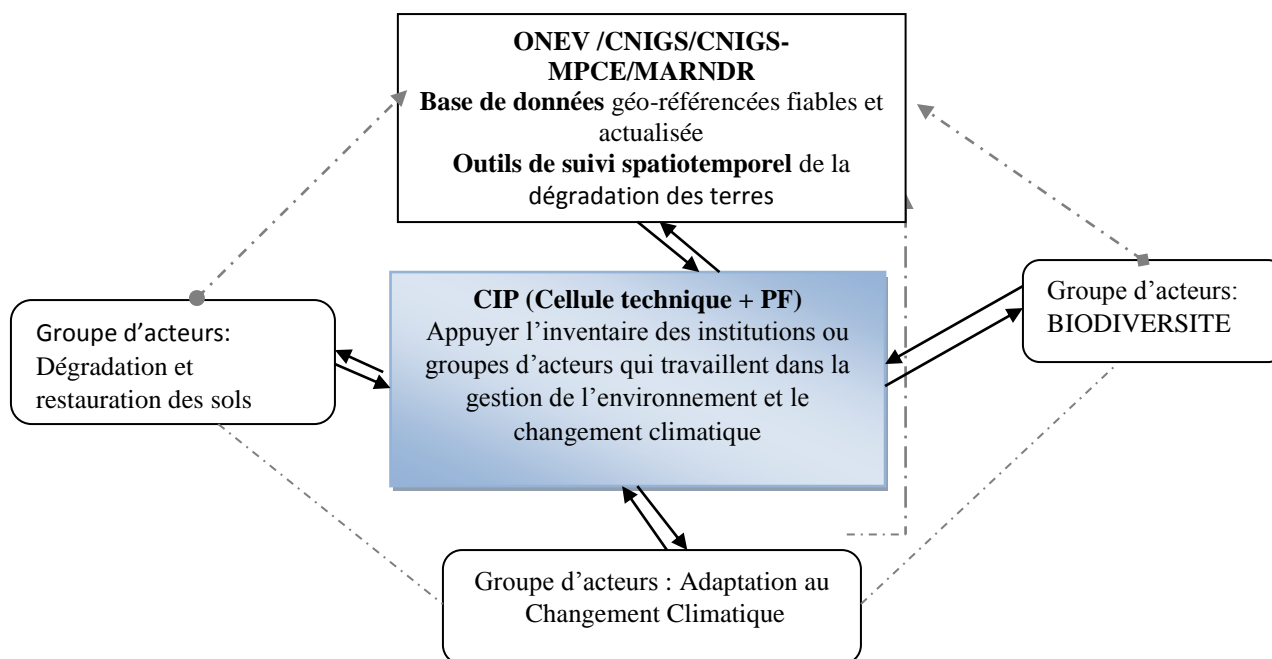 ONEV /CNIGS/CNIGS-
MPCE/MARNDR
Base de données géo-référencées fiables et
actualisée
Outils de suivi spatiotemporel de la
dégradation des terres
CIP (Cellule technique + PF)
Appuyer l’inventaire des institutions ou
groupes d’acteurs qui travaillent dans la
gestion de l’environnement et le
changement climatique
Groupe d’acteurs:
Dégradation et
restauration des sols
Groupe d’acteurs:
BIODIVERSITE
Groupe d’acteurs : Adaptation au
Changement Climatique